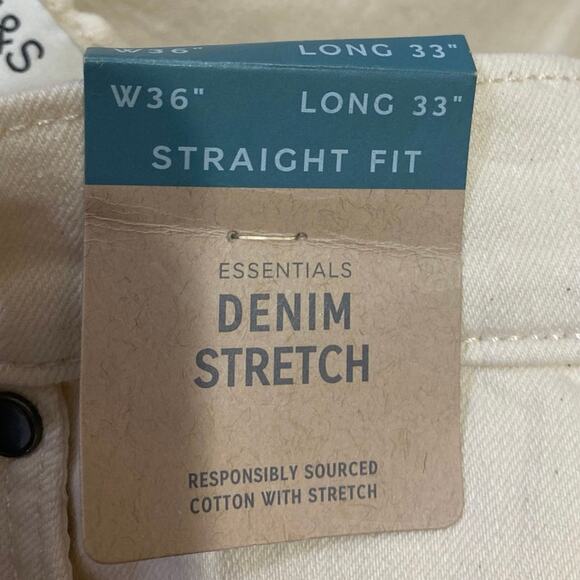 &S
W36" LONG 33"
W36" LONG 33"
STRAIGHT FIT
ESSENTIALS
DENIM
STRETCH
RESPONSIBLY SOURCED
COTTON WITH STRETCH